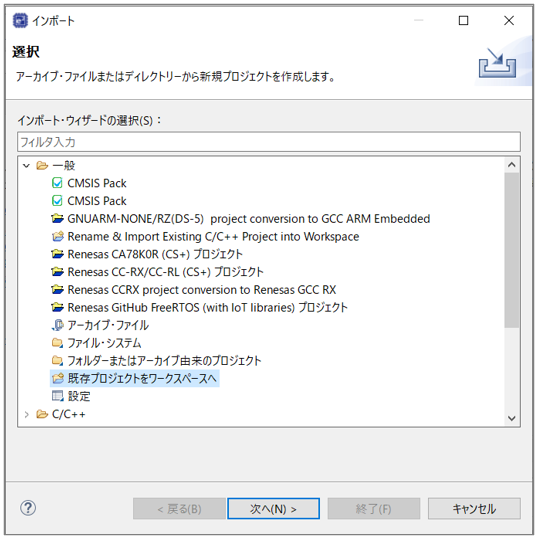 インポート
選択
アーカイブ・ファイルまたはディレクトリーから新規プロジェクトを作成します。
インポート・ウィザードの選択(S)：
フィルタ入力
一般
CMSIS Pack
CMSIS Pack
GNUARM-NONE/RZ(DS-5) project conversion to GCC ARM Embedded
Rename & Import Existing C/C++ Project into Workspace
Renesas CA78K0R (CS+) プロジェクト
Renesas CC-RX/CC-RL (CS+) プロジェクト
Renesas CCRX project conversion to Renesas GCC RX
Renesas GitHub FreeRTOS (with IoT libraries) プロジェクト
アーカイブ・ファイル
ファイル・システム
フォルダーまたはアーカイブ由来のプロジェクト
既存プロジェクトをワークスペースへ
設定
C/C++
? < 戻る(B) 次へ(N) > 終了(F) キャンセル